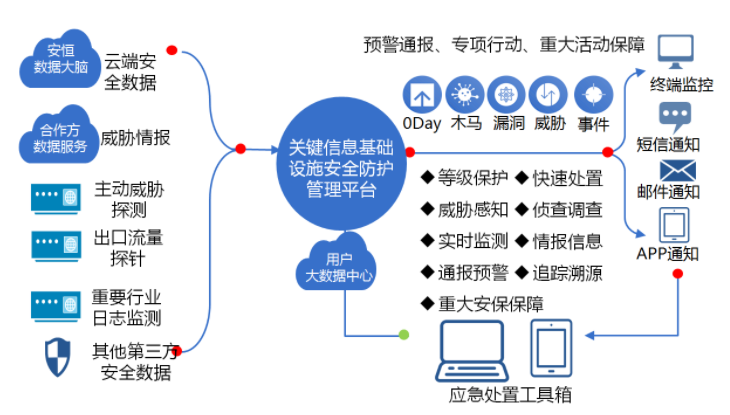 安恒
数据大脑
云端安
全数据
合作方
数据服务
威胁情报
主动威胁
探测
出口流量
探针
重要行业
日志监测
其他第三方
安全数据
关键信息基础
设施安全防护
管理平台
用户
大数据中心
预警通报、专项行动、重大活动保障
0Day 木马 漏洞 威胁 事件
◆ 等级保护 ◆ 快速处置
◆ 威胁感知 ◆ 侦查调查
◆ 实时监测 ◆ 情报信息
◆ 通报预警 ◆ 追踪溯源
◆ 重大安保保障
终端监控
短信通知
邮件通知
APP通知
应急处置工具箱